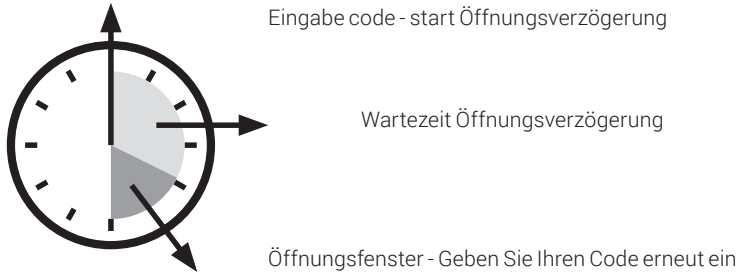 Eingabe code - start Öffnungsverzögerung
Wartezeit Öffnungsverzögerung
Öffnungsfenster - Geben Sie Ihren Code erneut ein